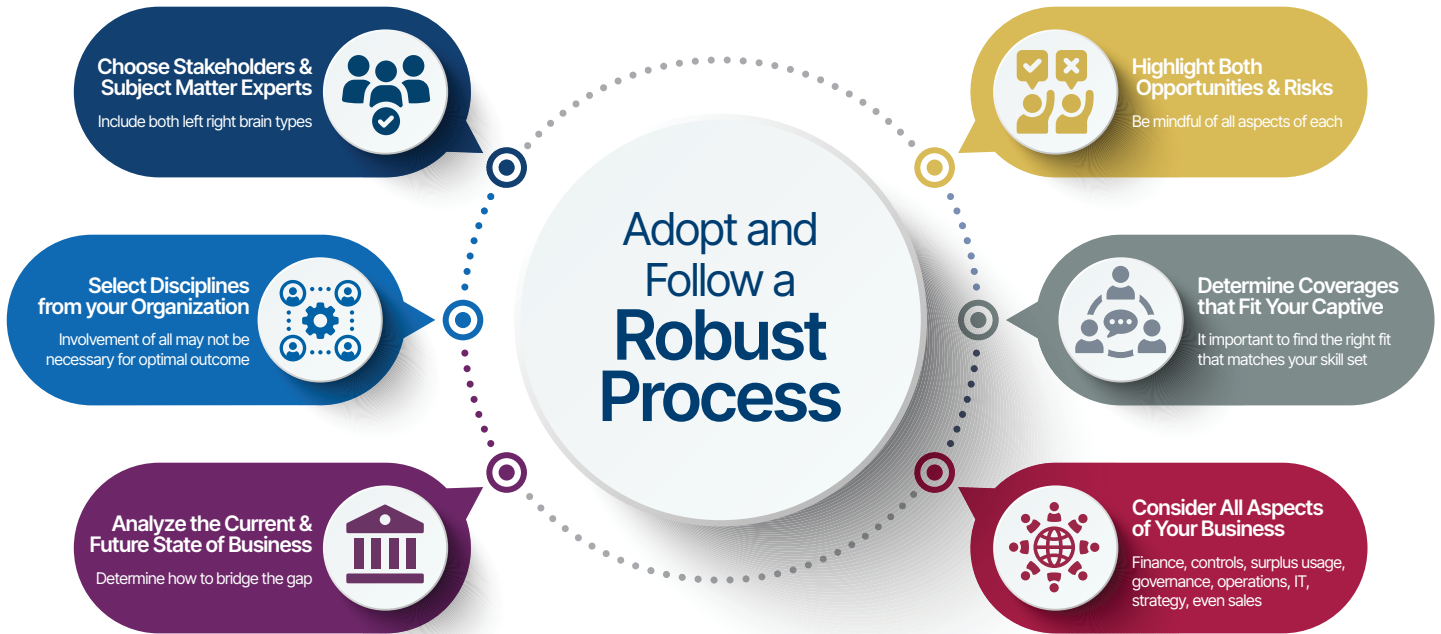 Choose Stakeholders &
Subject Matter Experts
Include both left right brain types
Select Disciplines
from your Organization
Involvement of all may not be
necessary for optimal outcome
Analyze the Current &
Future State of Business
Determine how to bridge the gap
Adopt and
Follow a
Robust
Process
Highlight Both
Opportunities & Risks
Be mindful of all aspects of each
Determine Coverages
that Fit Your Captive
It important to find the right fit
that matches your skill set
Consider All Aspects
of Your Business
Finance, controls, surplus usage,
governance, operations, IT,
strategy, even sales